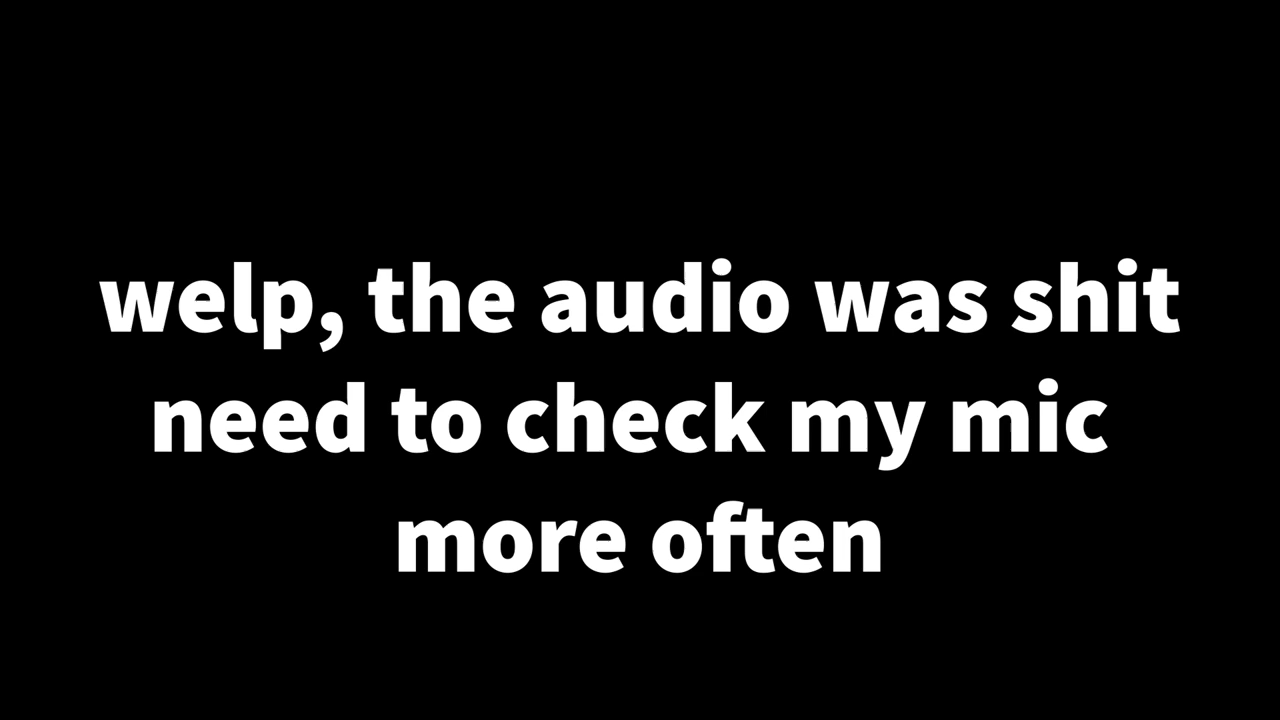 welp, the audio was shit
need to check my mic
more often